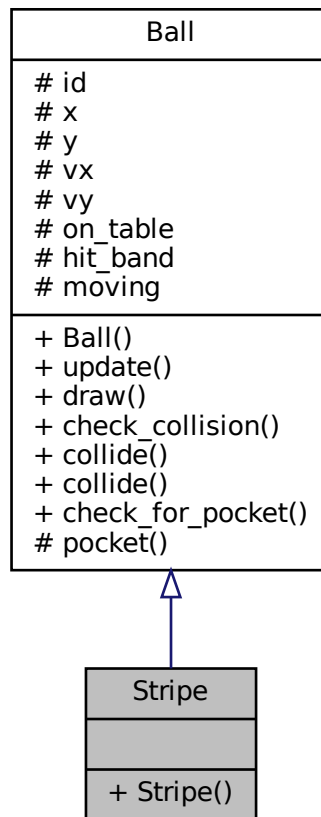 Ball
# id
# x
# y
# vx
# vy
# on_table
# hit_band
# moving
+ Ball()
+ update()
+ draw()
+ check_collision()
+ collide()
+ collide()
+ check_for_pocket()
# pocket()
Stripe
+ Stripe()